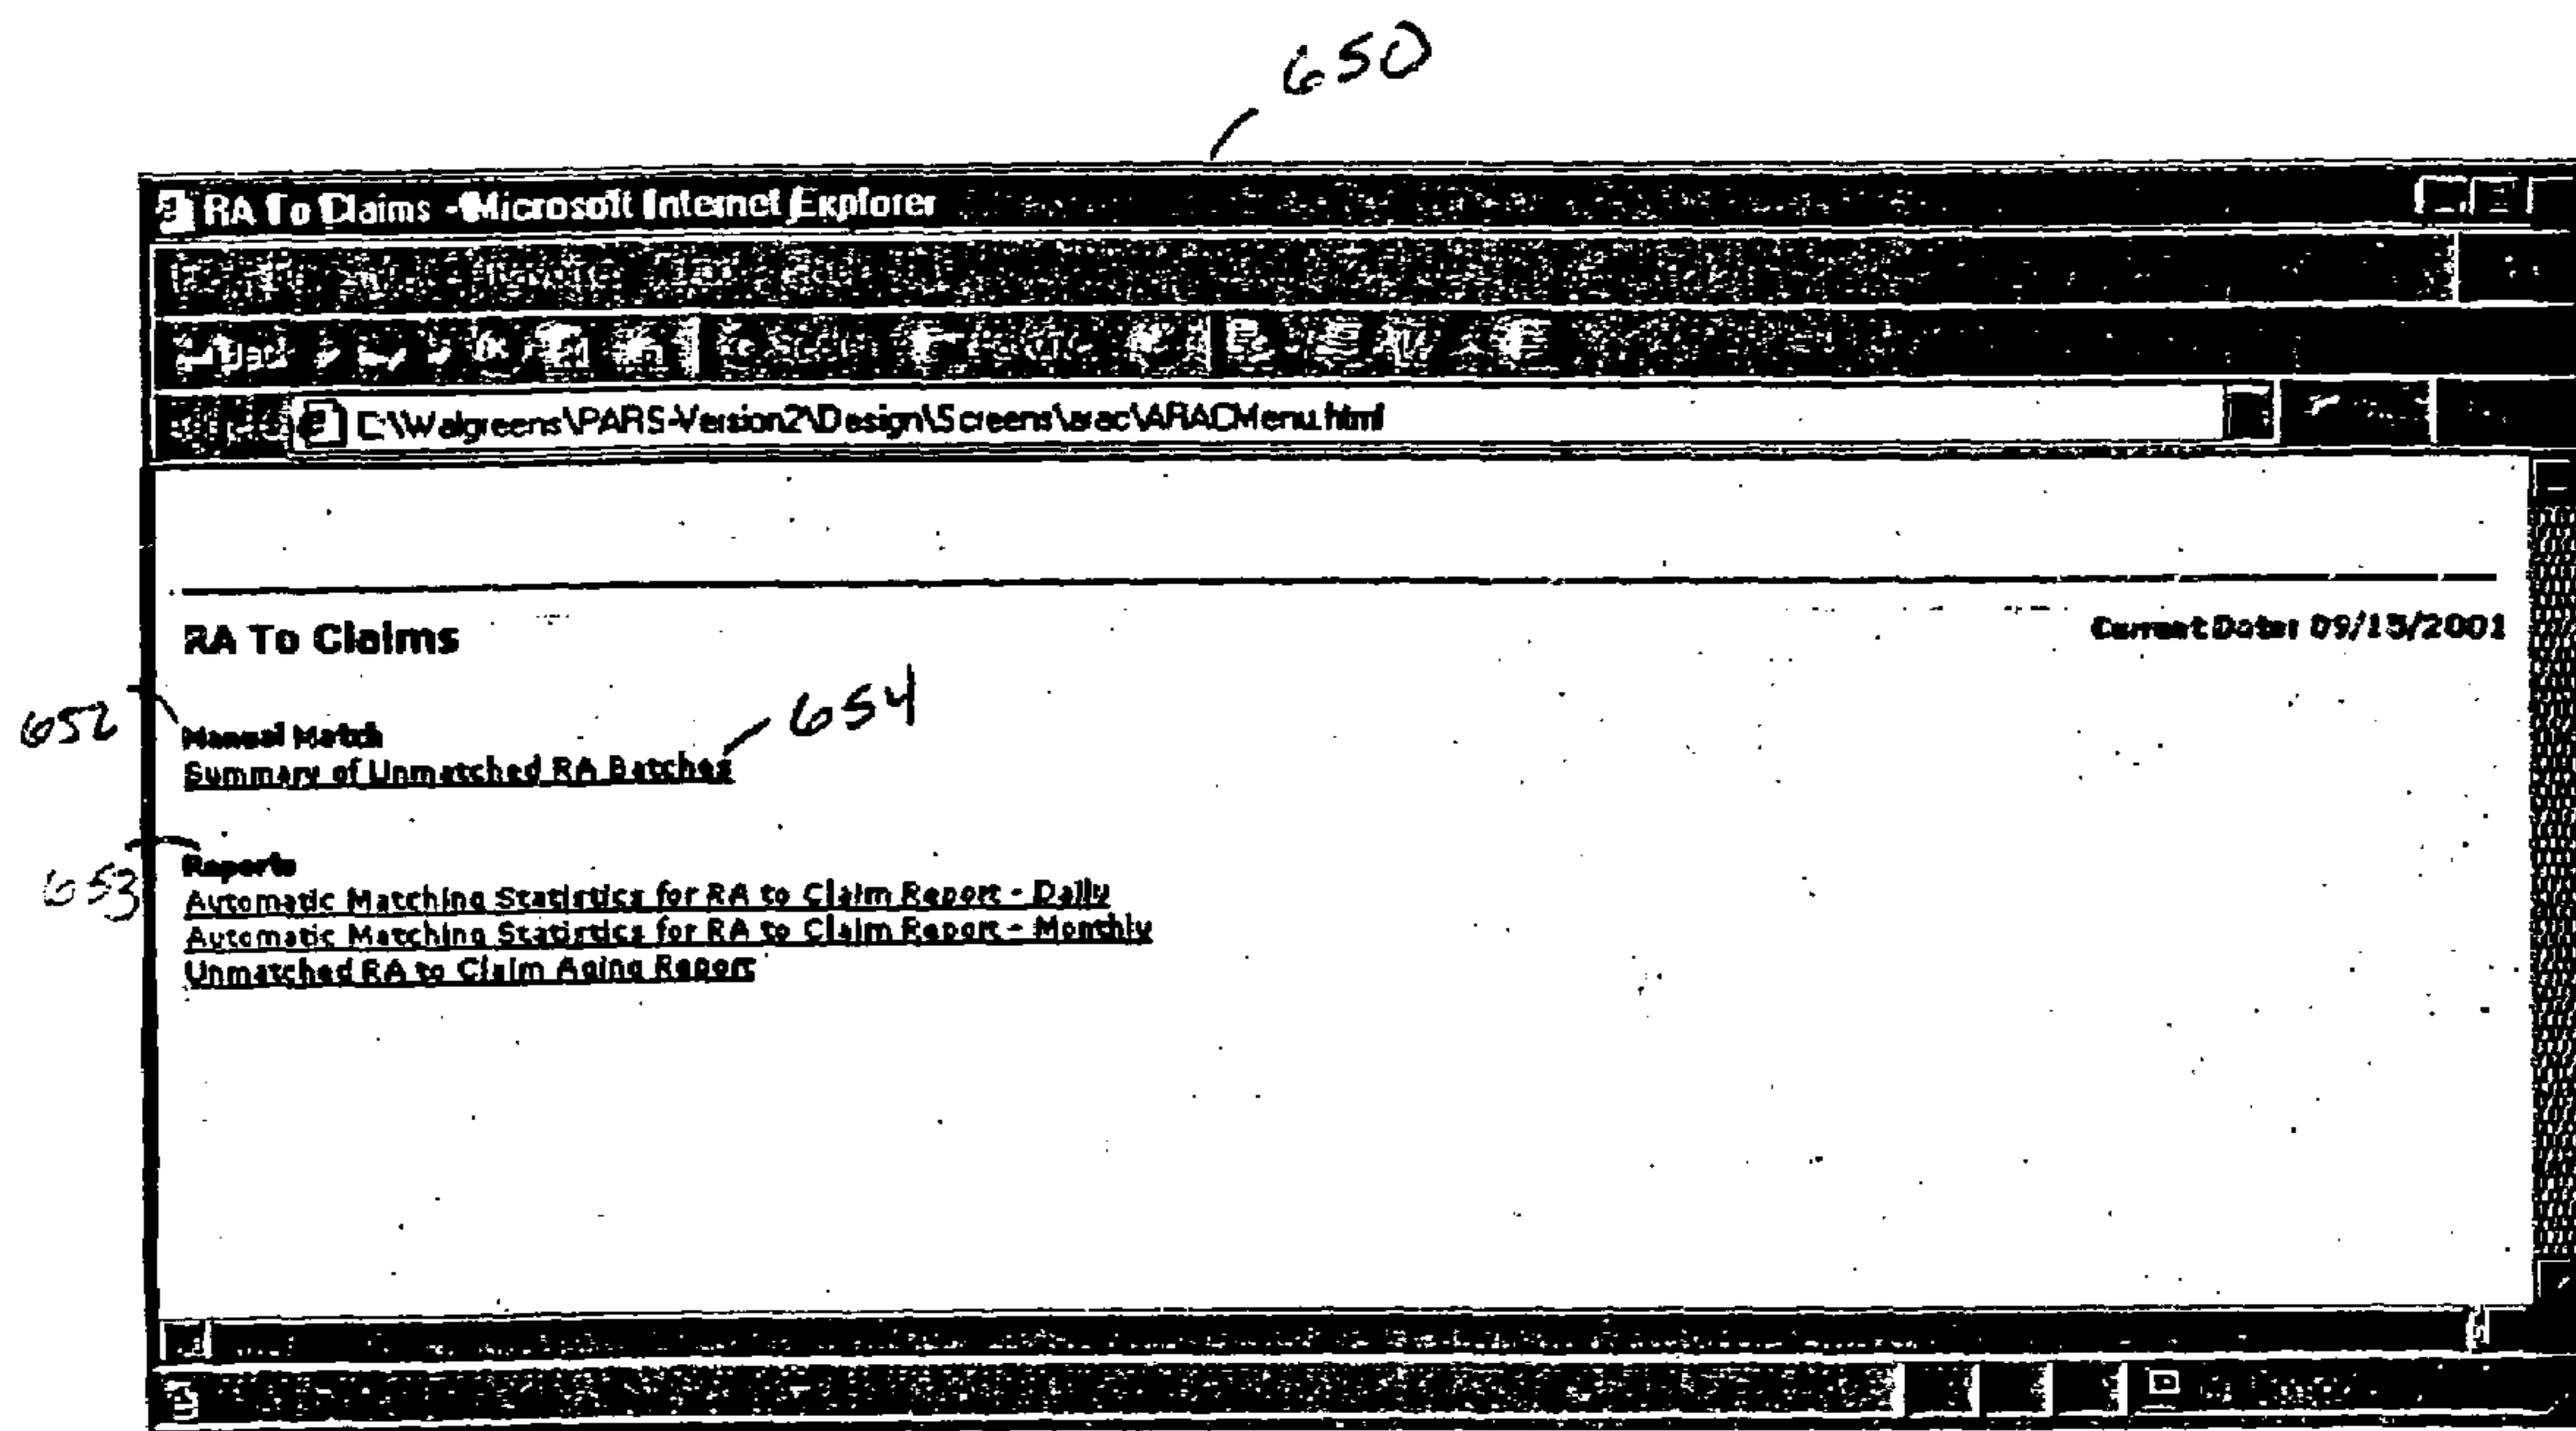 650
RA To Claims - Microsoft Internet Explorer
Back
C:\Walgreens\PARS-Version2\Design\Screens\arac\ARACMenu.html
RA To Claims
Current Date: 09/13/2001
652
654
Manual Match
Summary of Unmatched RA Batches
653
Reports
Automatic Matching Statistics for RA to Claim Report - Daily
Automatic Matching Statistics for RA to Claim Report - Monthly
Unmatched RA to Claim Aging Report